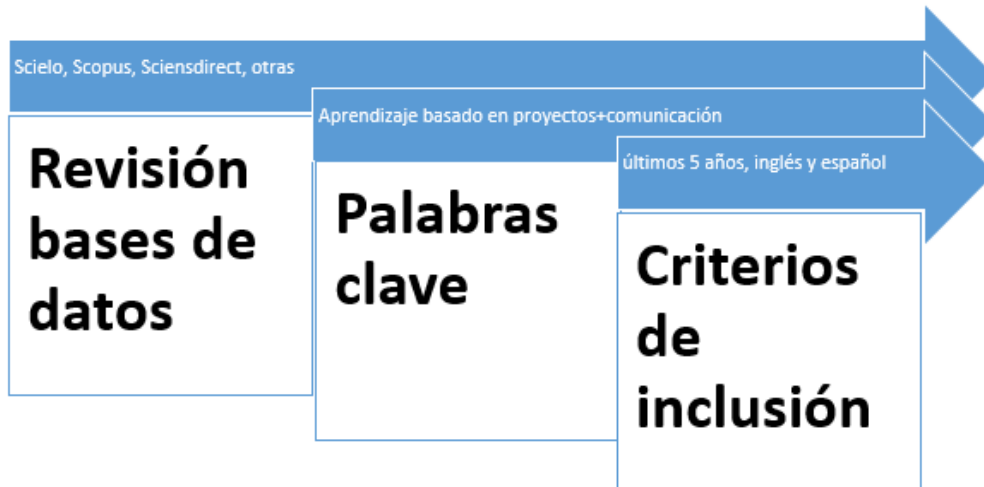 Scielo, Scopus, Sciensdirect, otras
Revisión
bases de
datos
Aprendizaje basado en proyectos+comunicación
Palabras
clave
últimos 5 años, inglés y español
Criterios
de
inclusión